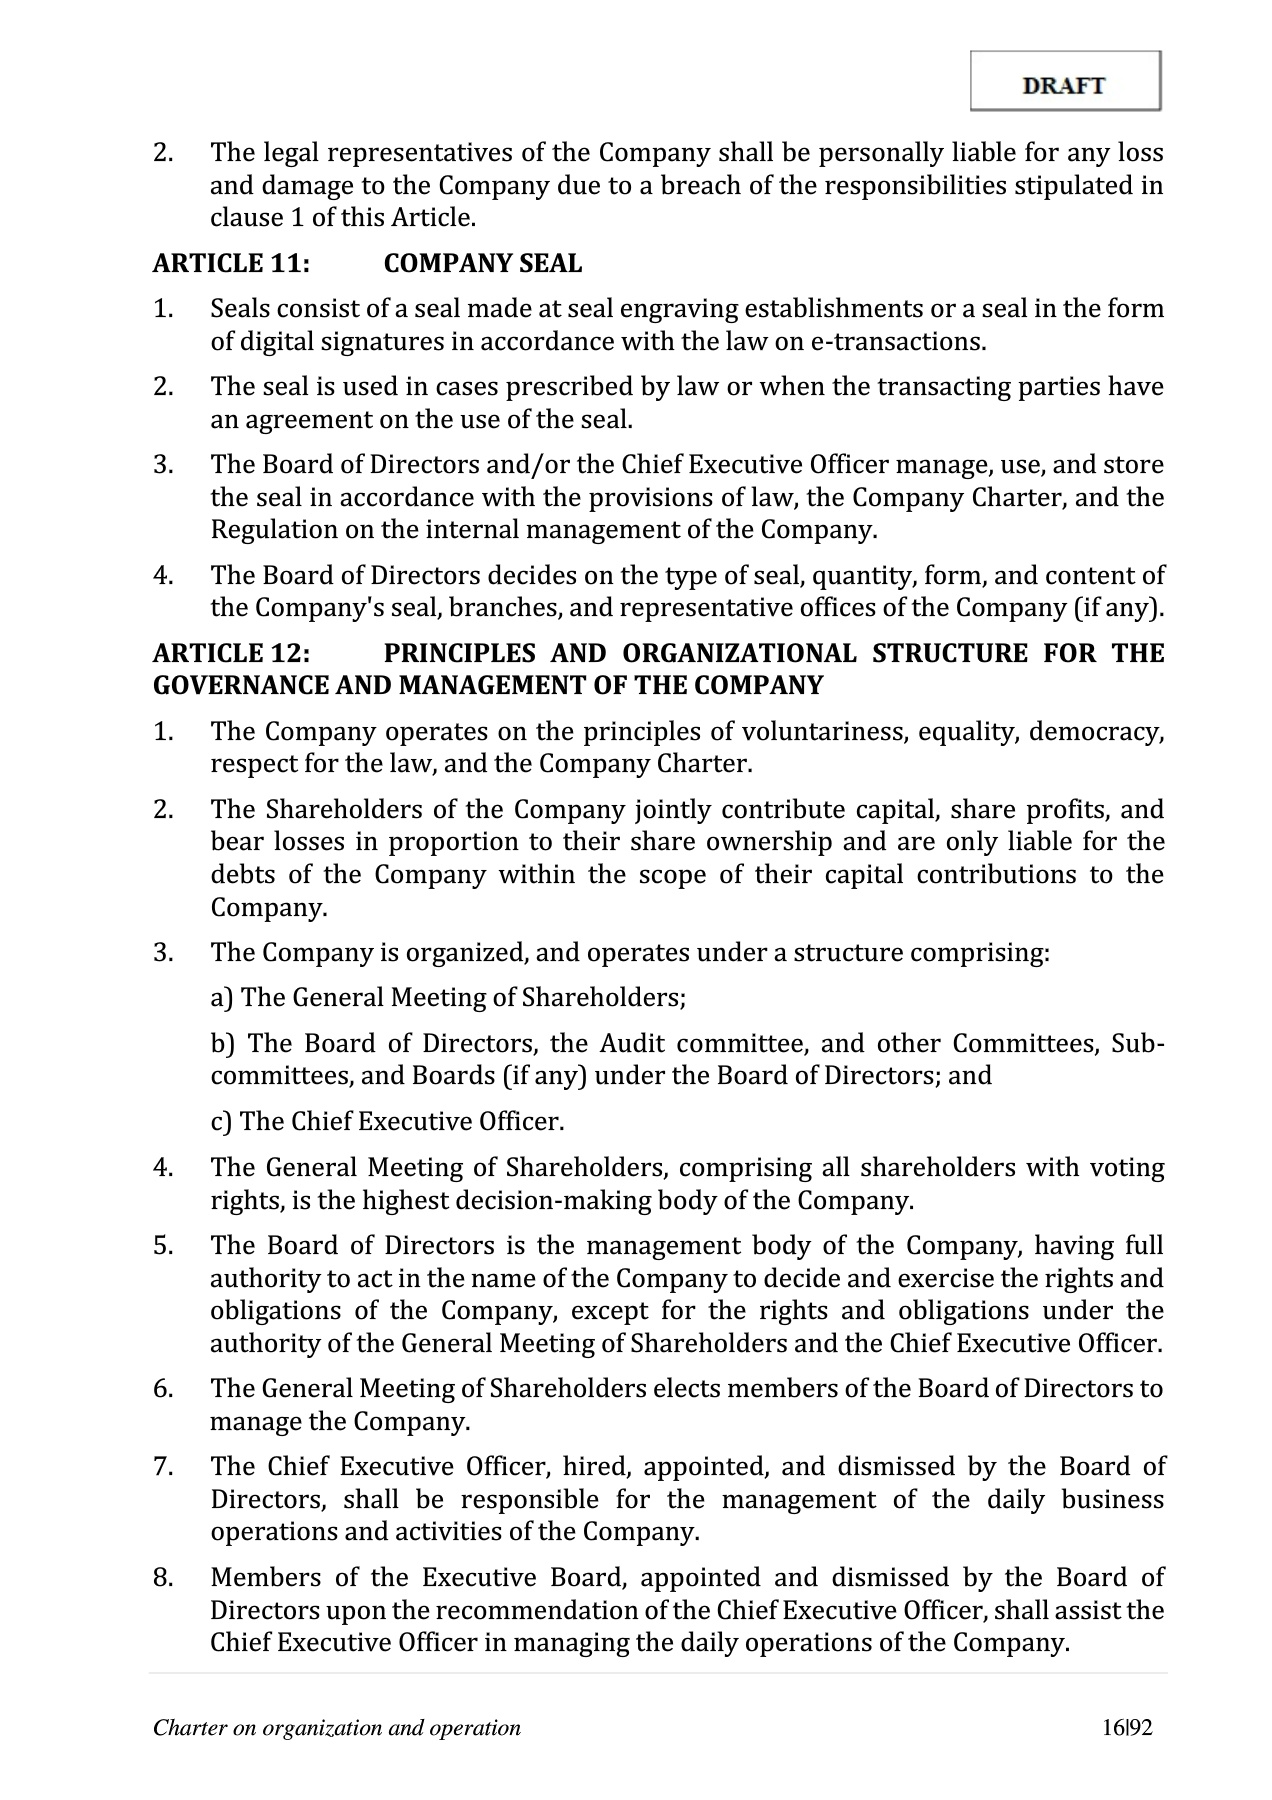 DRAFT
2. The legal representatives of the Company shall be personally liable for any loss
and damage to the Company due to a breach of the responsibilities stipulated in
clause 1 of this Article.
ARTICLE 11: COMPANY SEAL
1. Seals consist of a seal made at seal engraving establishments or a seal in the form
of digital signatures in accordance with the law on e-transactions.
2. The seal is used in cases prescribed by law or when the transacting parties have
an agreement on the use of the seal.
3. The Board of Directors and/or the Chief Executive Officer manage, use, and store
the seal in accordance with the provisions of law, the Company Charter, and the
Regulation on the internal management of the Company.
4. The Board of Directors decides on the type of seal, quantity, form, and content of
the Company's seal, branches, and representative offices of the Company (if any).
ARTICLE 12: PRINCIPLES AND ORGANIZATIONAL STRUCTURE FOR THE
GOVERNANCE AND MANAGEMENT OF THE COMPANY
1. The Company operates on the principles of voluntariness, equality, democracy,
respect for the law, and the Company Charter.
2. The Shareholders of the Company jointly contribute capital, share profits, and
bear losses in proportion to their share ownership and are only liable for the
debts of the Company within the scope of their capital contributions to the
Company.
3. The Company is organized, and operates under a structure comprising:
a) The General Meeting of Shareholders;
b) The Board of Directors, the Audit committee, and other Committees, Sub-
committees, and Boards (if any) under the Board of Directors; and
c) The Chief Executive Officer.
4. The General Meeting of Shareholders, comprising all shareholders with voting
rights, is the highest decision-making body of the Company.
5. The Board of Directors is the management body of the Company, having full
authority to act in the name of the Company to decide and exercise the rights and
obligations of the Company, except for the rights and obligations under the
authority of the General Meeting of Shareholders and the Chief Executive Officer.
6. The General Meeting of Shareholders elects members of the Board of Directors to
manage the Company.
7. The Chief Executive Officer, hired, appointed, and dismissed by the Board of
Directors, shall be responsible for the management of the daily business
operations and activities of the Company.
8. Members of the Executive Board, appointed and dismissed by the Board of
Directors upon the recommendation of the Chief Executive Officer, shall assist the
Chief Executive Officer in managing the daily operations of the Company.
Charter on organization and operation 16|92